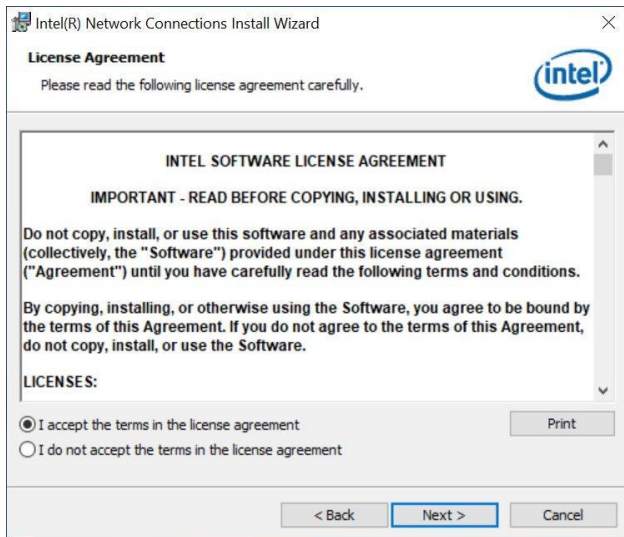 Intel(R) Network Connections Install Wizard
License Agreement
Please read the following license agreement carefully.
intel
INTEL SOFTWARE LICENSE AGREEMENT
IMPORTANT - READ BEFORE COPYING, INSTALLING OR USING.
Do not copy, install, or use this software and any associated materials
(collectively, the "Software") provided under this license agreement
("Agreement") until you have carefully read the following terms and conditions.
By copying, installing, or otherwise using the Software, you agree to be bound by
the terms of this Agreement. If you do not agree to the terms of this Agreement,
do not copy, install, or use the Software.
LICENSES:
I accept the terms in the license agreement
Print
I do not accept the terms in the license agreement
< Back
Next >
Cancel